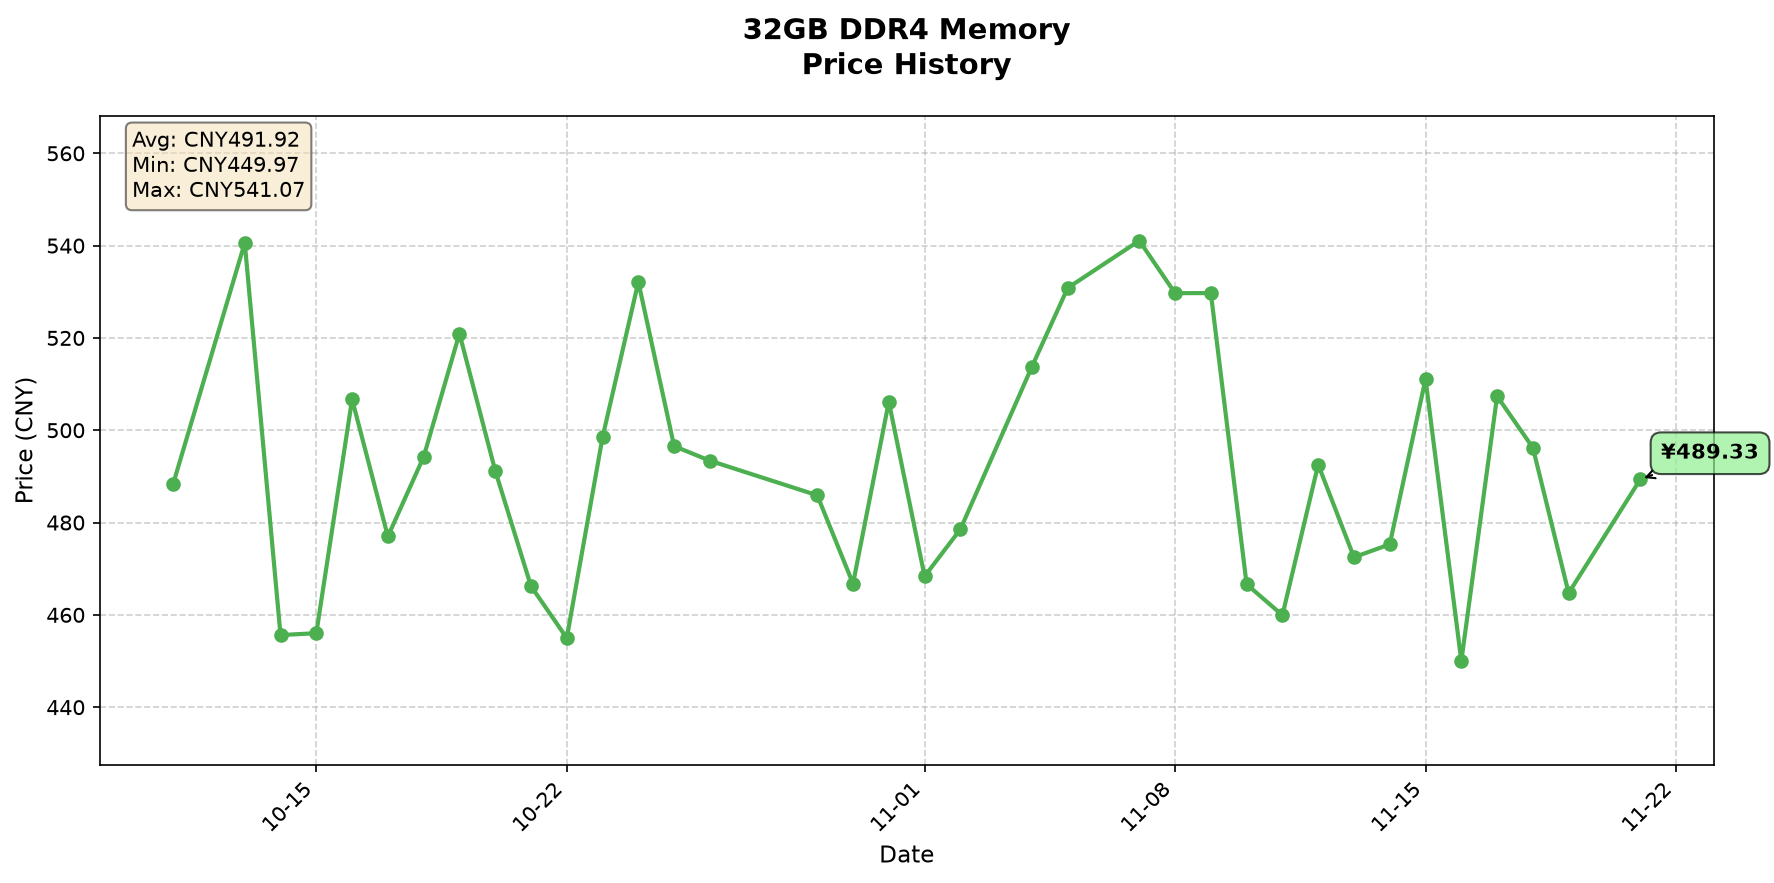 32GB DDR4 Memory
Price History
Avg: CNY491.92
Min: CNY449.97
Max: CNY541.07
560
540
520
500
480
460
440
Price (CNY)
¥489.33
10-15
10-22
11-01
11-08
11-15
11-22
Date